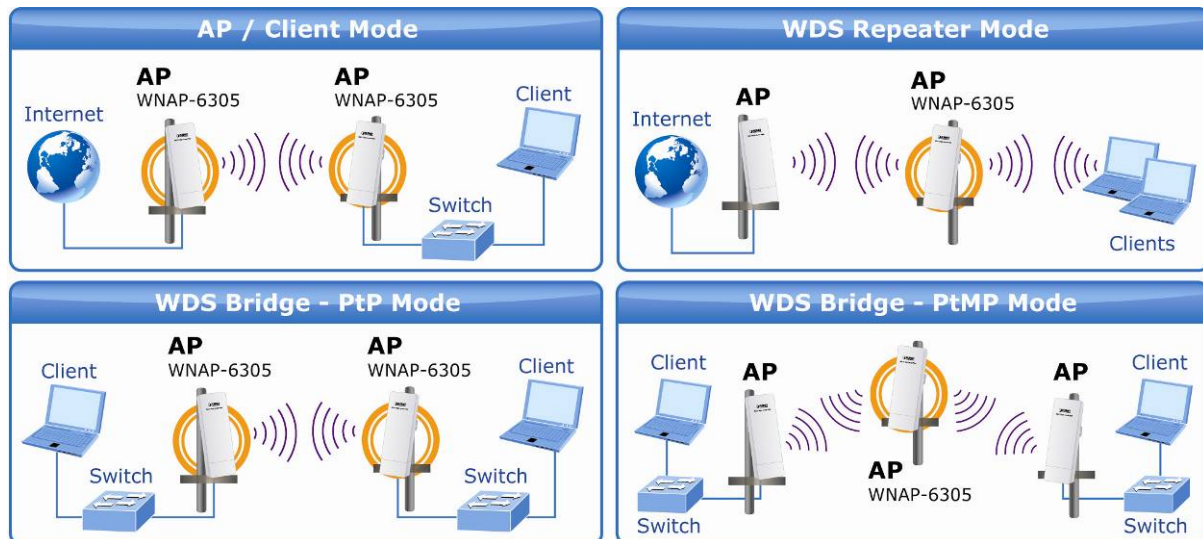 AP / Client Mode
Internet
AP
WNAP-6305
AP
WNAP-6305
Client
Switch
WDS Repeater Mode
Internet
AP
AP
WNAP-6305
Clients
WDS Bridge - PtP Mode
Client
Switch
AP
WNAP-6305
AP
WNAP-6305
Client
Switch
WDS Bridge - PtMP Mode
Client
Switch
AP
AP
WNAP-6305
AP
Client
Switch